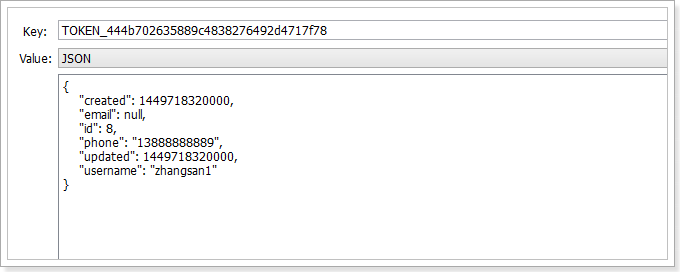 Key: TOKEN_444b702635889c4838276492d4717f78
Value: JSON
{
"created": 1449718320000,
"email": null,
"id": 8,
"phone": "13888888889",
"updated": 1449718320000,
"username": "zhangsan1"
}